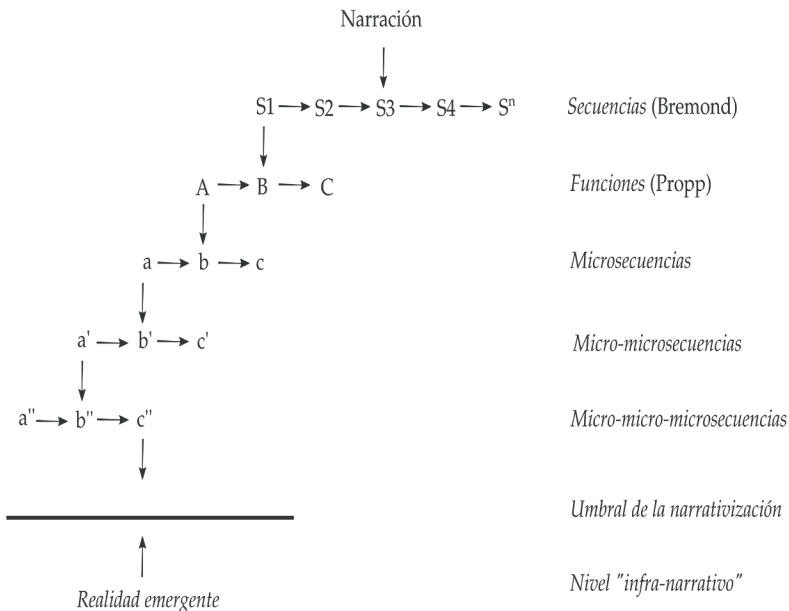 Narración
S1 → S2 → S3 → S4 → Sⁿ Secuencias (Bremond)
A → B → C Funciones (Propp)
a → b → c Microsecuencias
a' → b' → c' Micro-microsecuencias
a" → b" → c" Micro-micro-microsecuencias
Umbral de la narrativización
Nivel "infra-narrativo"
Realidad emergente